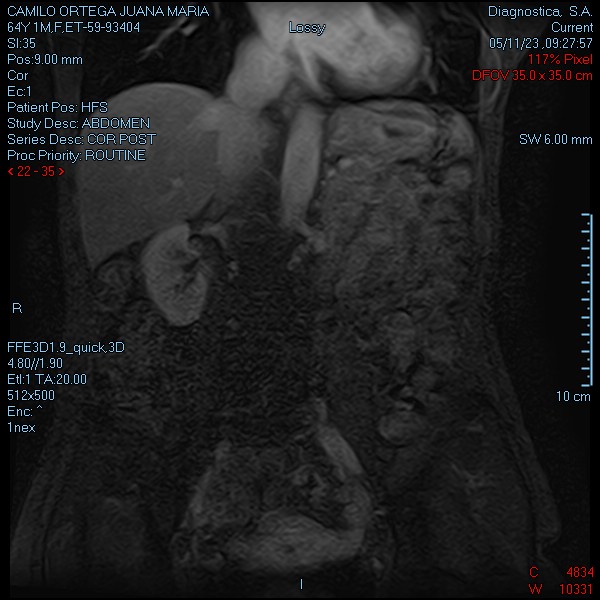 CAMILO ORTEGA JUANA MARIA
64Y 1M,F,ET-59-93404
Sl:35
Pos:9.00 mm
Cor
Ec:1
Patient Pos: HFS
Study Desc: ABDOMEN
Series Desc: COR POST
Proc Priority: ROUTINE
< 22 - 35 >
Lossy
Diagnostica, S.A.
Current
05/11/23 ,09:27:57
117% Pixel
DFOV 35.0 x 35.0 cm
SW 6.00 mm
R
10 cm
FFE3D1.9_quick,3D
4.80//1.90
Etl:1 TA:20.00
512x500
Enc: ^
1nex
I
C 4834
W 10331